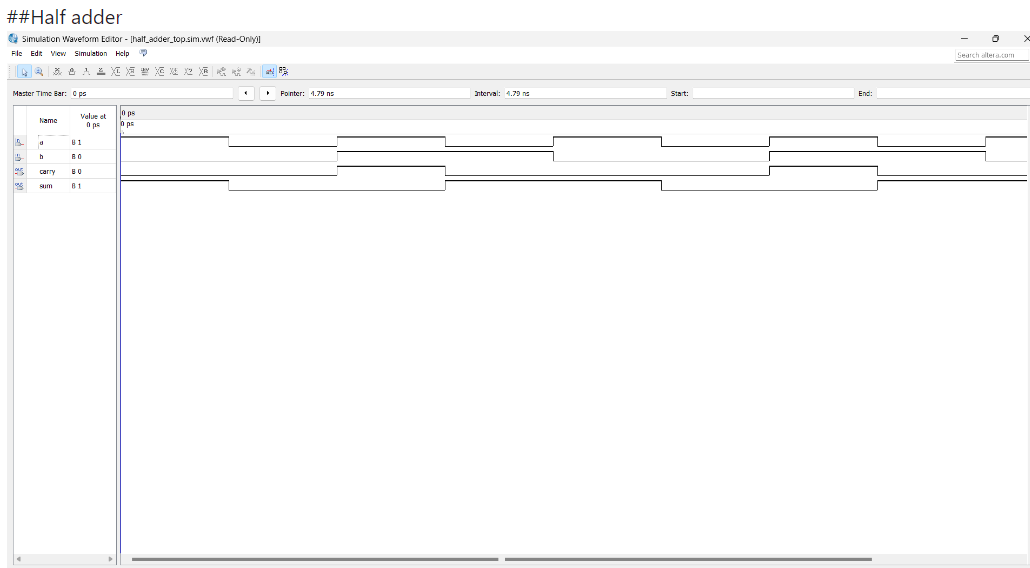 ##Half adder
Simulation Waveform Editor - [half_adder_top.sim.vwf (Read-Only)]
File Edit View Simulation Help
Search altera.com
Master Time Bar: 0 ps Pointer: 4.79 ns Interval: 4.79 ns Start: End:
Name Value at 0 ps
0 ps
0 ps
a B 1
b B 0
carry B 0
sum B 1